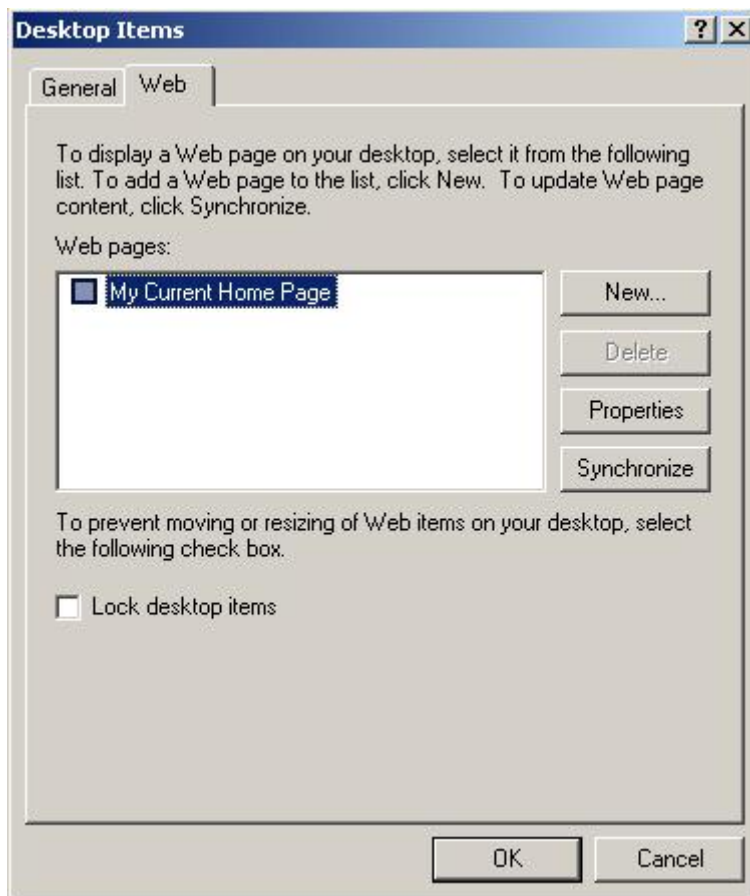 Desktop Items
General Web
To display a Web page on your desktop, select it from the following
list. To add a Web page to the list, click New. To update Web page
content, click Synchronize.
Web pages:
My Current Home Page
New...
Delete
Properties
Synchronize
To prevent moving or resizing of Web items on your desktop, select
the following check box.
Lock desktop items
OK Cancel